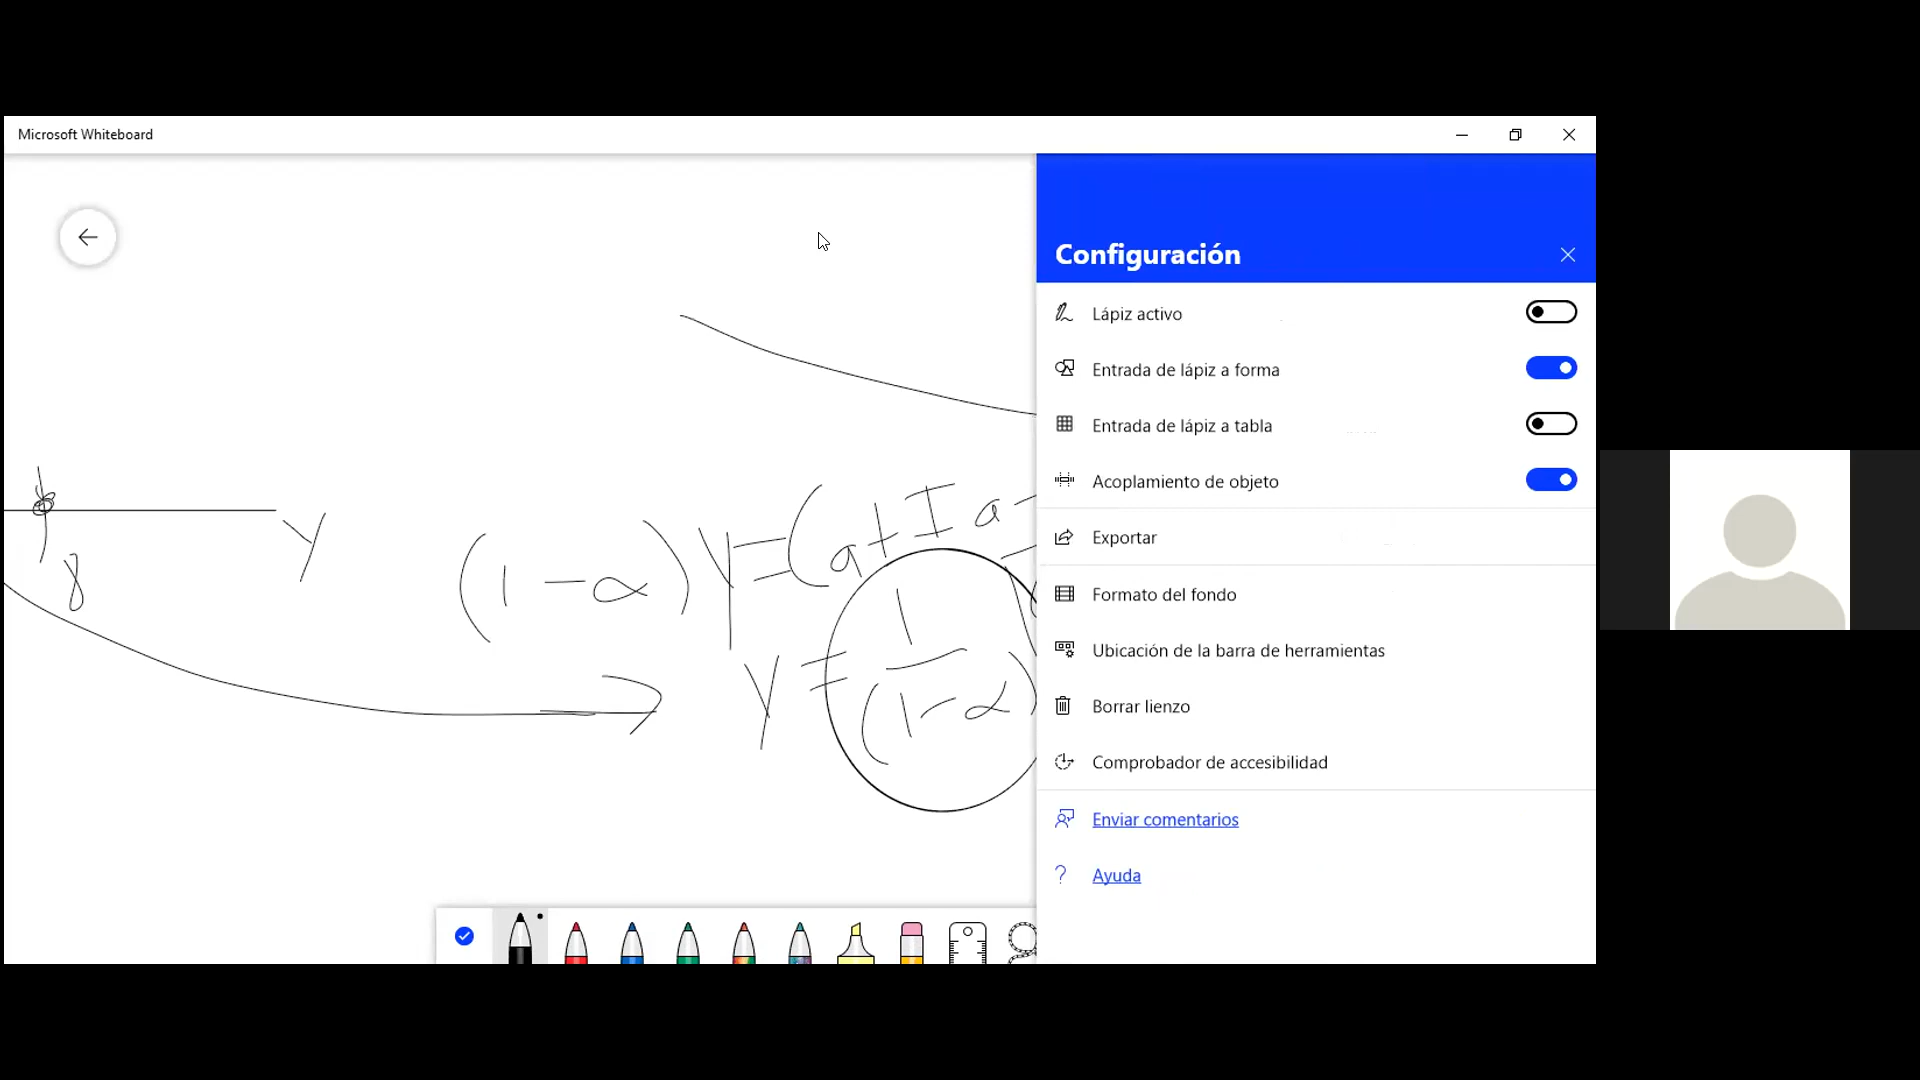 Microsoft Whiteboard
Configuración
Lápiz activo
Entrada de lápiz a forma
Entrada de lápiz a tabla
Acoplamiento de objeto
Exportar
Formato del fondo
Ubicación de la barra de herramientas
Borrar lienzo
Comprobador de accesibilidad
Enviar comentarios
Ayuda
Y
8
(1-α) Y=(a+I a-
Y = 1/(1-α)